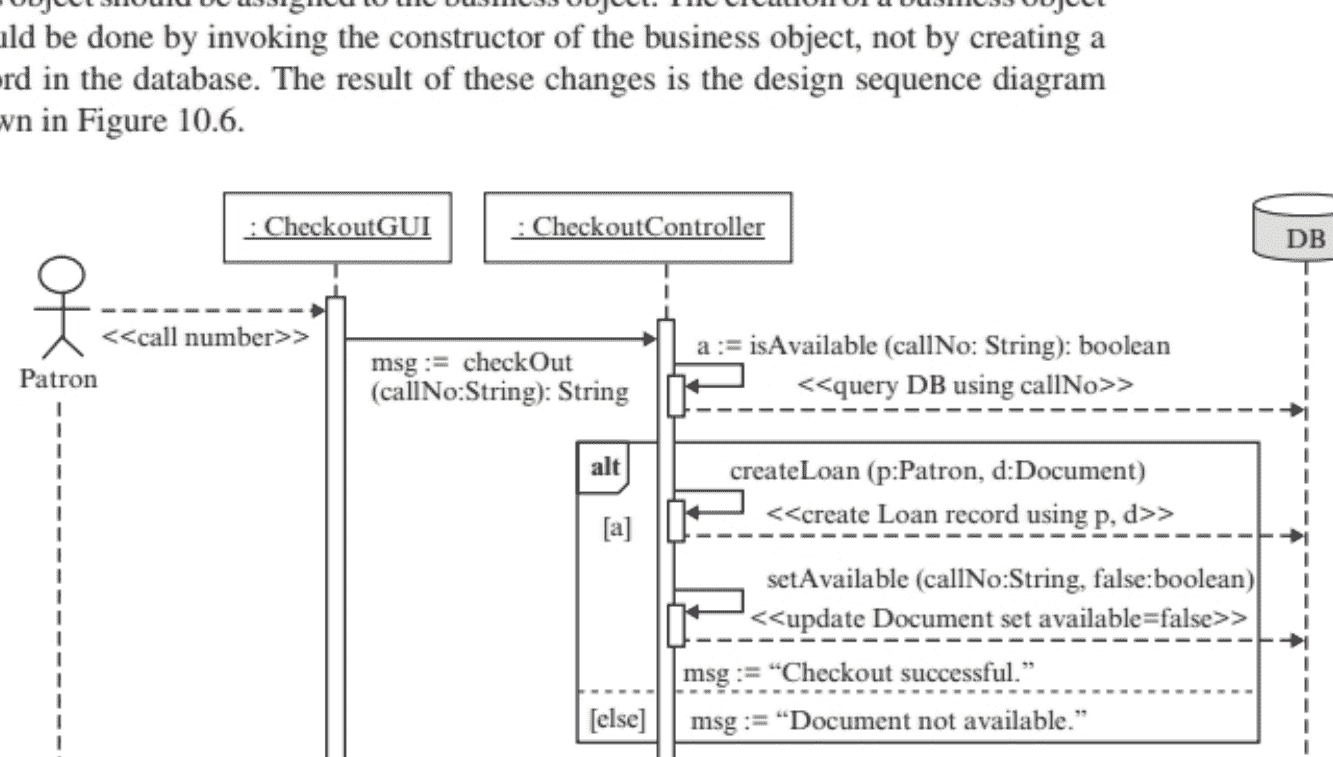 object should be assigned to the business object. The creation of a business object
be done by invoking the constructor of the business object, not by creating a
in the database. The result of these changes is the design sequence diagram
in Figure 10.6.
: CheckoutGUI
: CheckoutController
DB
<<call number>>
Patron
msg := checkOut
(callNo:String): String
a := isAvailable (callNo: String): boolean
<<query DB using callNo>>
alt
createLoan (p:Patron, d:Document)
<<create Loan record using p, d>>
[a]
setAvailable (callNo:String, false:boolean)
<<update Document set available=false>>
msg := “Checkout successful.”
[else]
msg := “Document not available.”